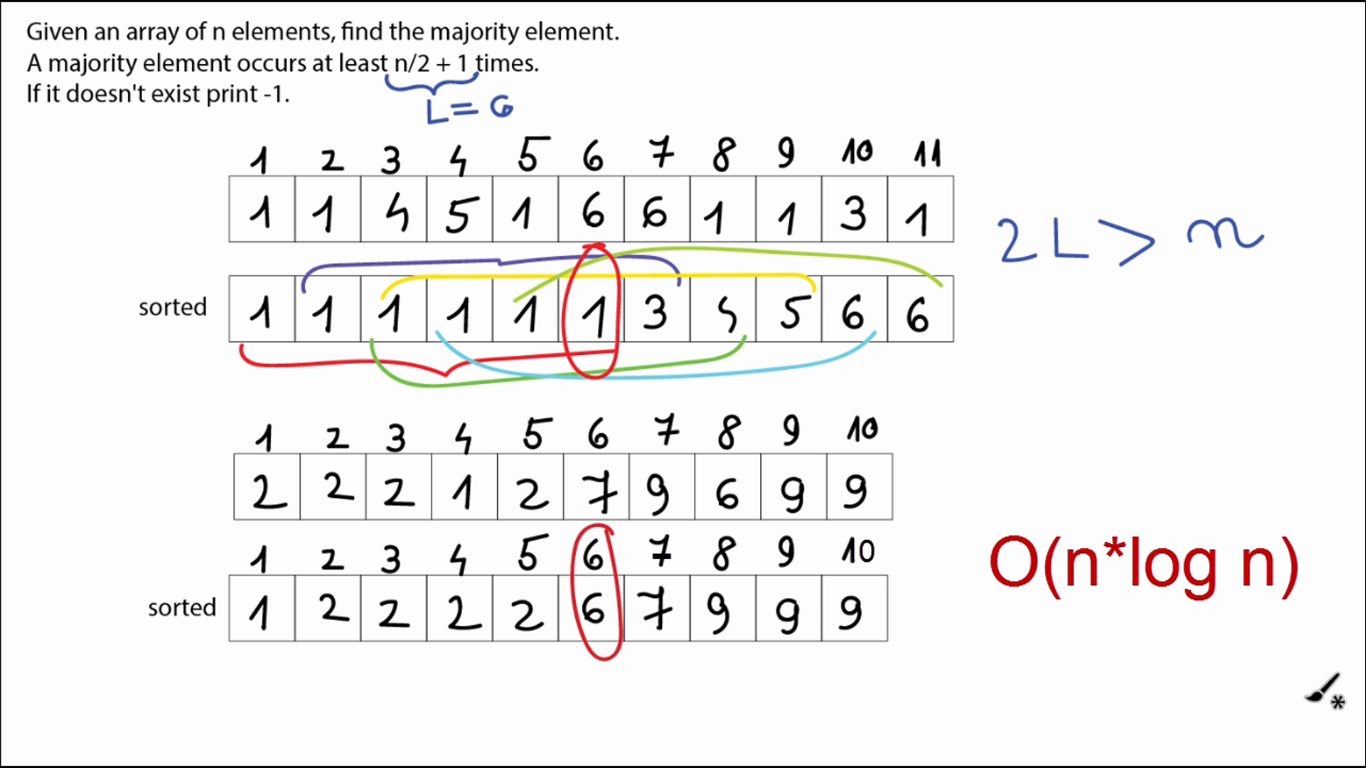 Given an array of n elements, find the majority element.
A majority element occurs at least n/2 + 1 times.
If it doesn't exist print -1.
L = 6
1 2 3 4 5 6 7 8 9 10 11
1 1 4 5 1 6 6 1 1 3 1
2L > n
sorted 1 1 1 1 1 1 3 4 5 6 6
1 2 3 4 5 6 7 8 9 10
2 2 2 1 2 7 9 6 9 9
1 2 3 4 5 6 7 8 9 10
O(n*log n)
sorted 1 2 2 2 2 6 7 9 9 9